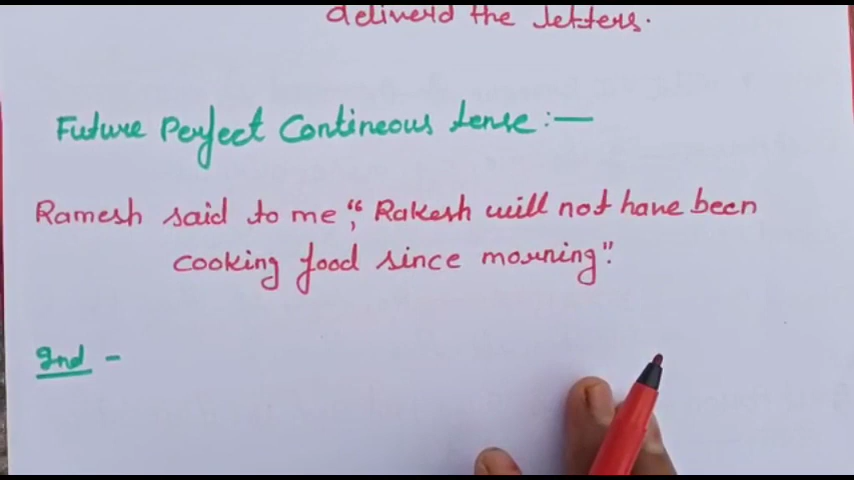 deliverd the letters.
Future Perfect Contineous tense :—
Ramesh said to me, "Rakesh will not have been
cooking food since morning".
Ind -